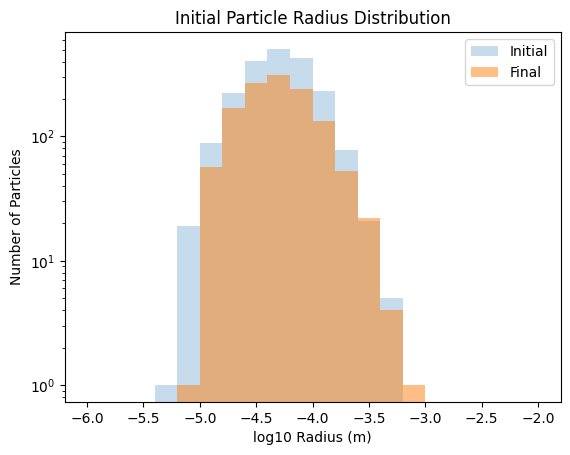 Initial Particle Radius Distribution
Initial
Final
Number of Particles
10²
10¹
10⁰
−6.0 −5.5 −5.0 −4.5 −4.0 −3.5 −3.0 −2.5 −2.0
log10 Radius (m)